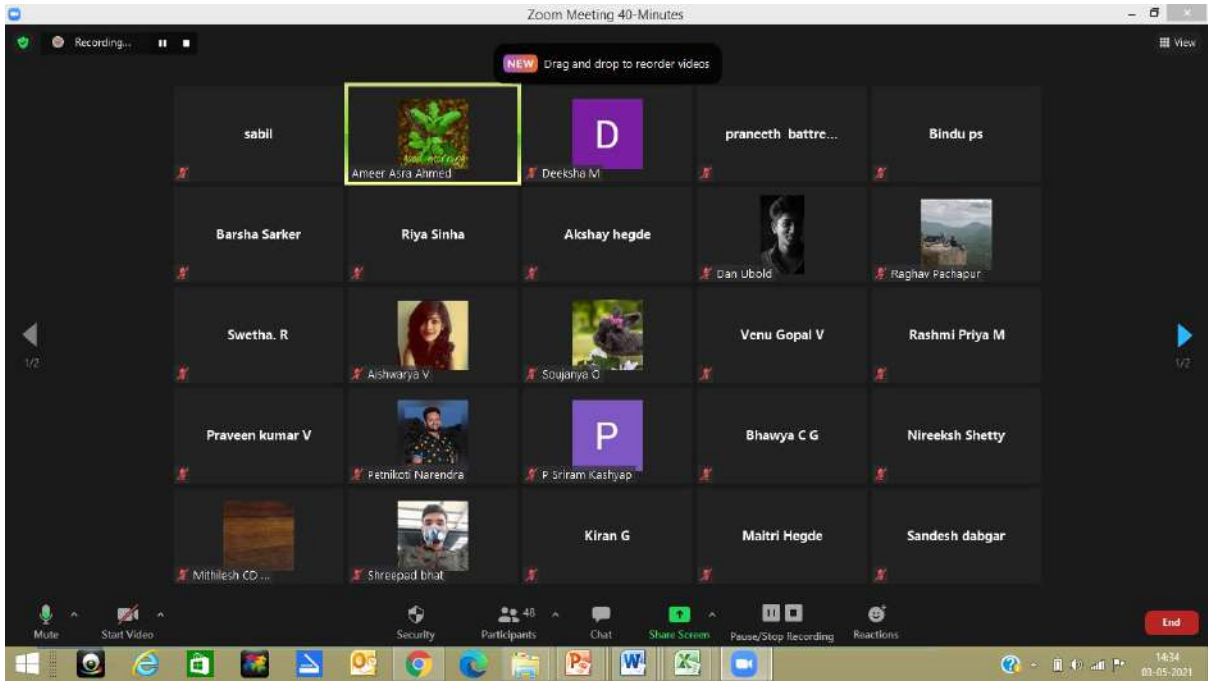 Zoom Meeting 40-Minutes
Recording...
View
NEW Drag and drop to reorder videos
sabil
good morning
Ameer Asra Ahmed
D
Deeksha M
praneeth battre...
Bindu ps
Barsha Sarker
Riya Sinha
Akshay hegde
Dan Ubold
Raghav Pachapur
Swetha. R
Aishwarya V
Soujanya O
Venu Gopal V
Rashmi Priya M
1/2
1/2
Praveen kumar V
Petnikoti Narendra
P
P Sriram Kashyap
Bhawya C G
Nireeksh Shetty
Mithilesh CD ...
Shreepad bhat
Kiran G
Maitri Hegde
Sandesh dabgar
Mute
Start Video
Security
Participants
48
Chat
Share Screen
Pause/Stop Recording
Reactions
End
14:34
03-05-2021